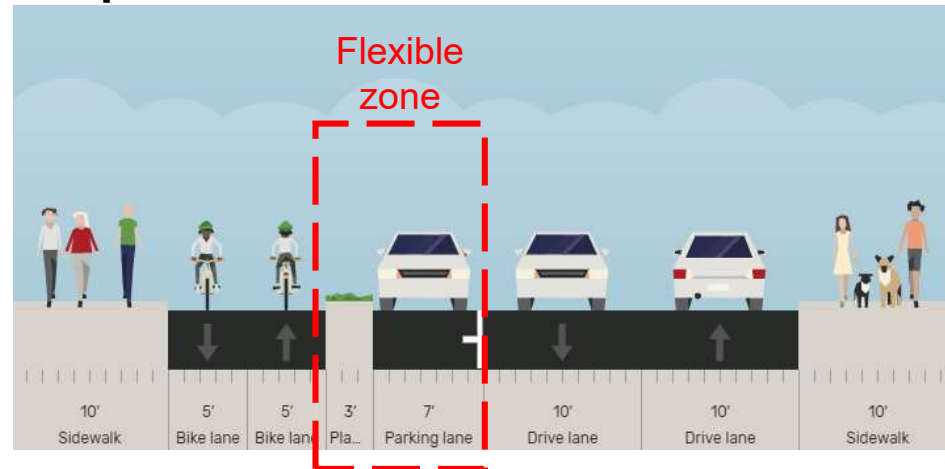 Flexible
zone
10' 5' 5' 3' 7' 10' 10' 10'
Sidewalk Bike lane Bike lane Pla... Parking lane Drive lane Drive lane Sidewalk